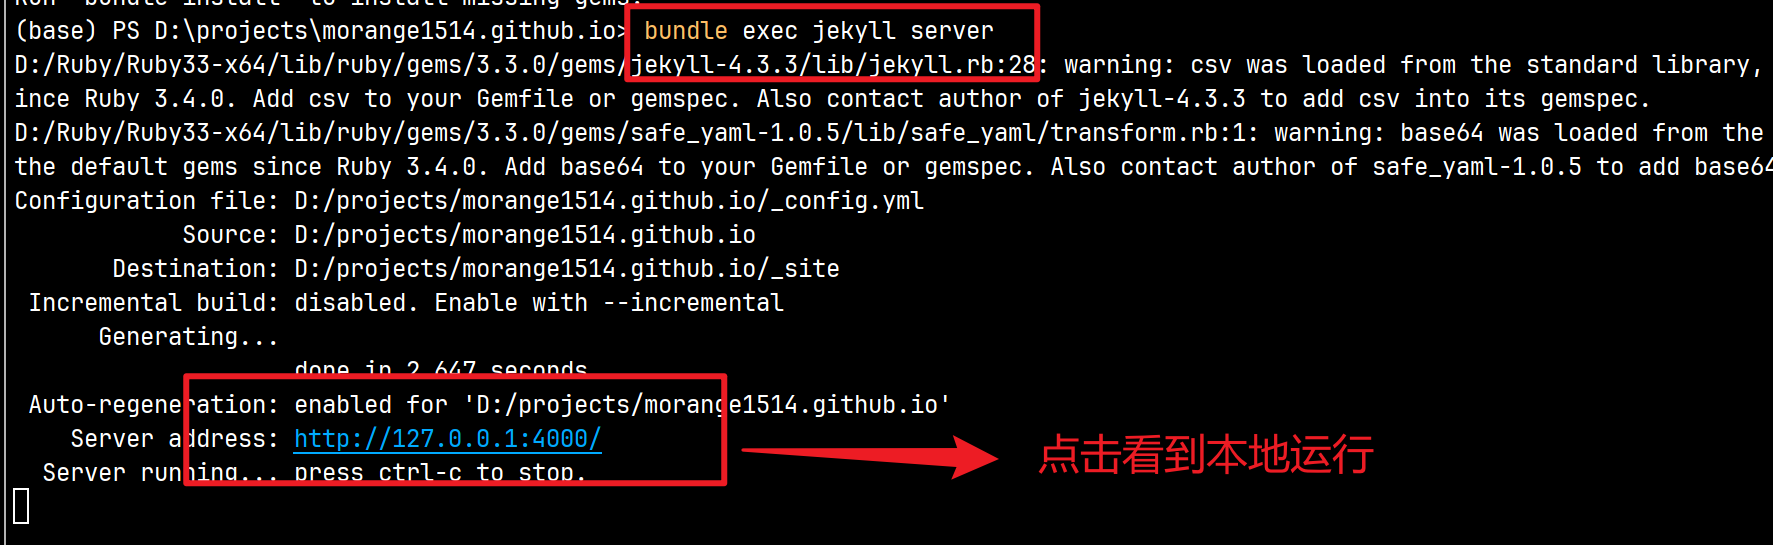 Run `bundle install` to install missing gems.
(base) PS D:\projects\morange1514.github.io> bundle exec jekyll server
D:/Ruby/Ruby33-x64/lib/ruby/gems/3.3.0/gems/jekyll-4.3.3/lib/jekyll.rb:28: warning: csv was loaded from the standard library,
ince Ruby 3.4.0. Add csv to your Gemfile or gemspec. Also contact author of jekyll-4.3.3 to add csv into its gemspec.
D:/Ruby/Ruby33-x64/lib/ruby/gems/3.3.0/gems/safe_yaml-1.0.5/lib/safe_yaml/transform.rb:1: warning: base64 was loaded from the
the default gems since Ruby 3.4.0. Add base64 to your Gemfile or gemspec. Also contact author of safe_yaml-1.0.5 to add base64
Configuration file: D:/projects/morange1514.github.io/_config.yml
Source: D:/projects/morange1514.github.io
Destination: D:/projects/morange1514.github.io/_site
Incremental build: disabled. Enable with --incremental
Generating...
done in 2.647 seconds.
Auto-regeneration: enabled for 'D:/projects/morange1514.github.io'
Server address: http://127.0.0.1:4000/
Server running... press ctrl-c to stop.
点击看到本地运行